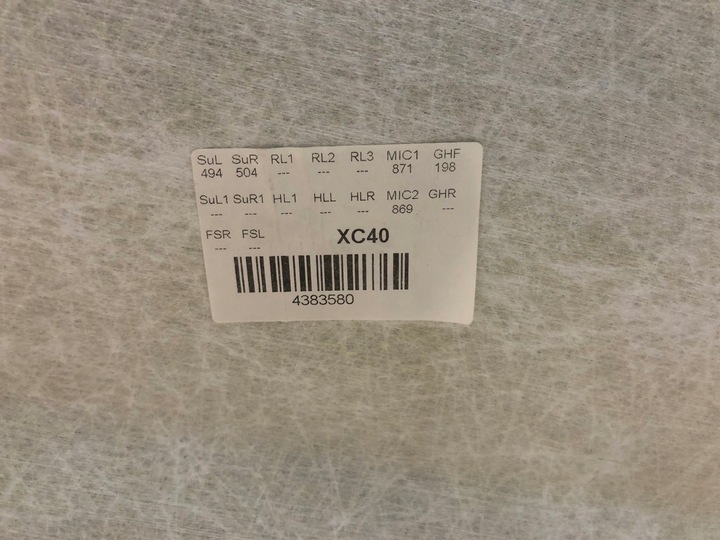 SuL SuR RL1 RL2 RL3 MIC1 GHF
494 504 --- --- --- 871 198
SuL1 SuR1 HL1 HLL HLR MIC2 GHR
--- --- --- --- --- 869 ---
FSR FSL
--- ---
XC40
4383580